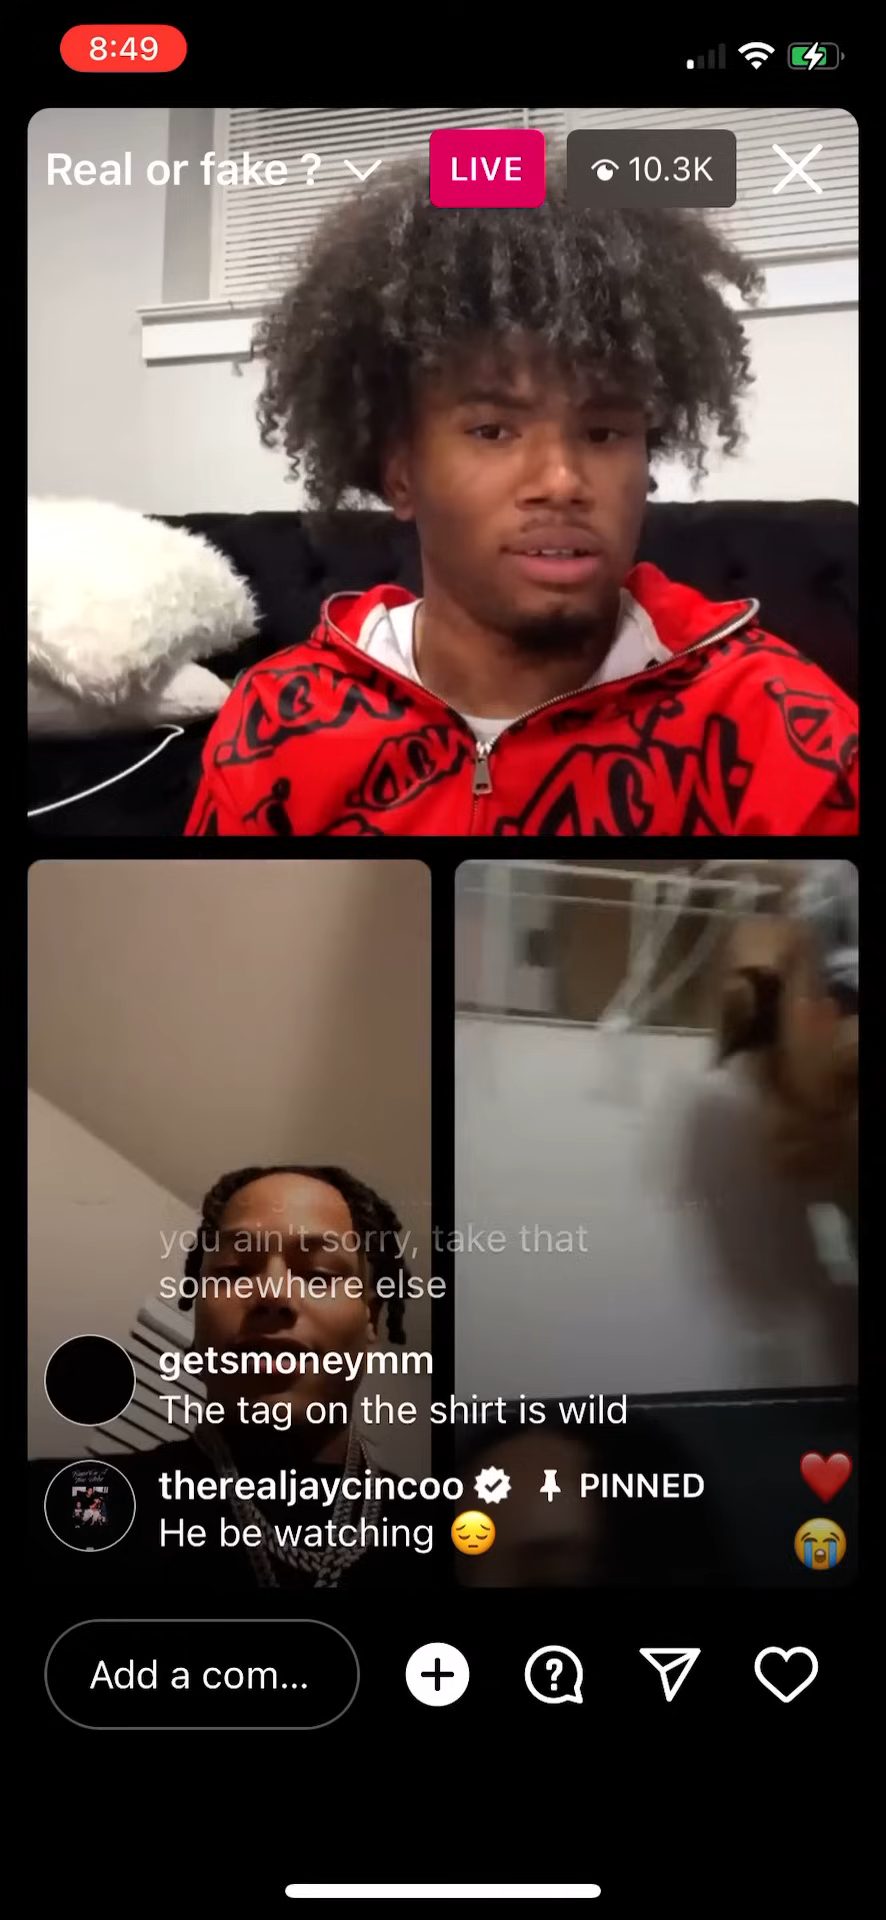 8:49
Real or fake ?
LIVE
10.3K
you ain't sorry, take that
somewhere else
getsmoneymm
The tag on the shirt is wild
therealjaycincoo PINNED
He be watching 😔
Add a com...